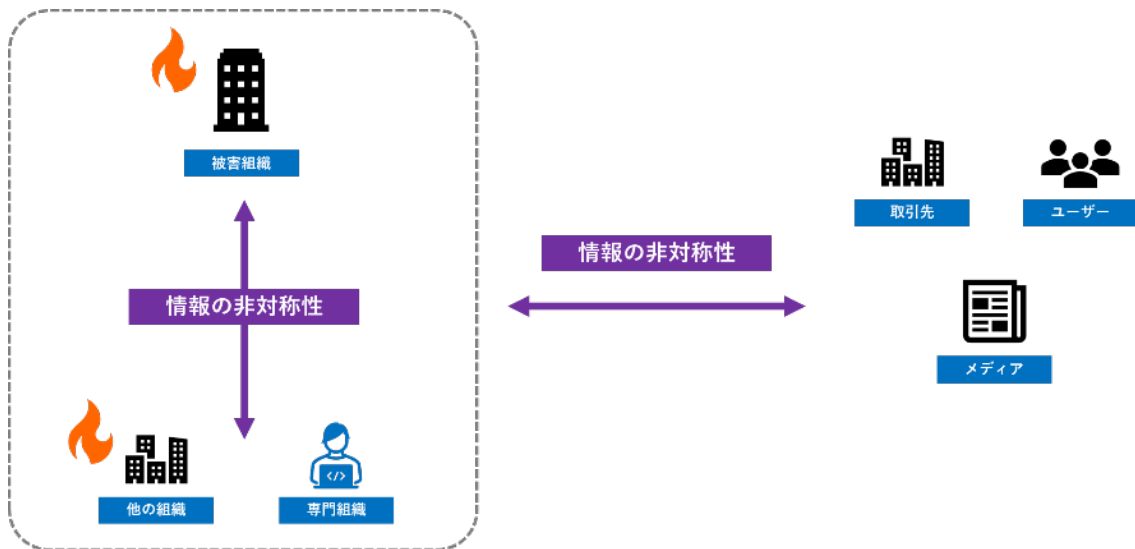 被害組織
取引先
ユーザー
情報の非対称性
情報の非対称性
メディア
他の組織
専門組織
</>